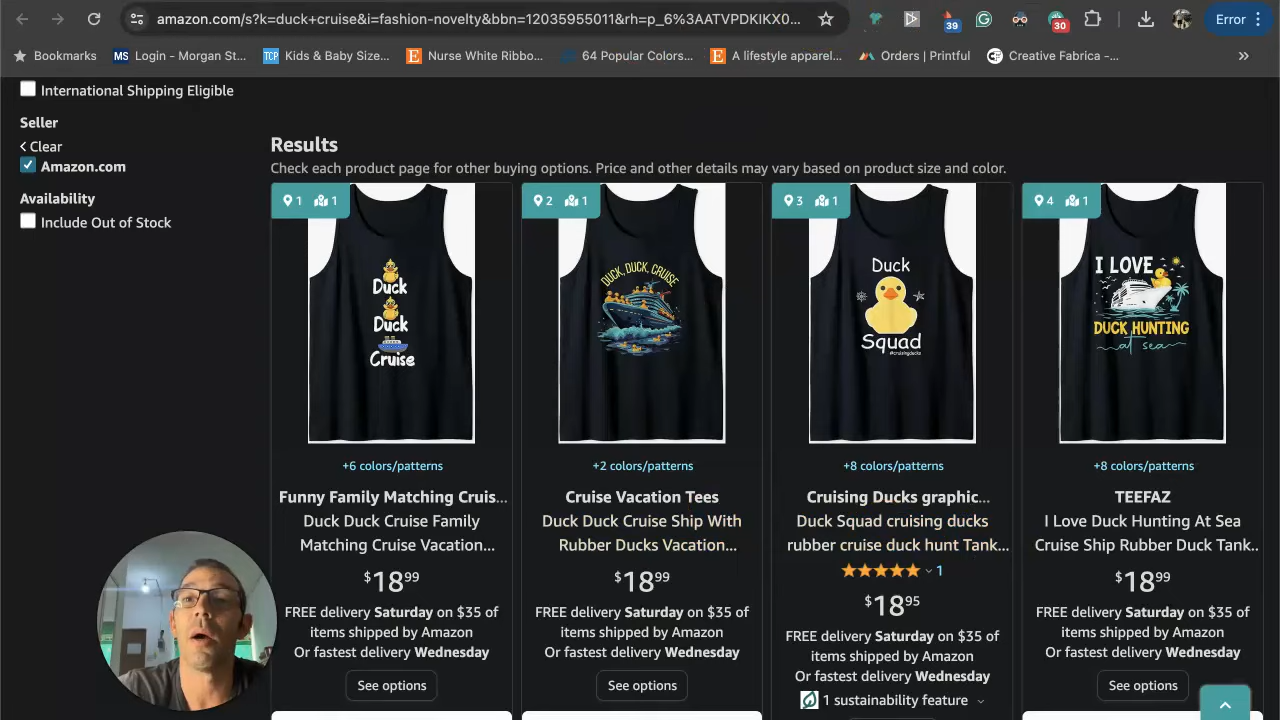 amazon.com/s?k=duck+cruise&i=fashion-novelty&bbn=12035955011&rh=p_6%3AATVPDKIKX0...
39
30
Error
Bookmarks
MS Login - Morgan St...
TCP Kids & Baby Size...
E Nurse White Ribbo...
64 Popular Colors...
E A lifestyle apparel...
Orders | Printful
CF Creative Fabrica -...
»
International Shipping Eligible
Seller
< Clear
Amazon.com
Availability
Include Out of Stock
Results
Check each product page for other buying options. Price and other details may vary based on product size and color.
1 1
Duck
Duck
Cruise
+6 colors/patterns
Funny Family Matching Cruis...
Duck Duck Cruise Family
Matching Cruise Vacation...
$18.99
FREE delivery Saturday on $35 of
items shipped by Amazon
Or fastest delivery Wednesday
See options
2 1
DUCK, DUCK, CRUISE
+2 colors/patterns
Cruise Vacation Tees
Duck Duck Cruise Ship With
Rubber Ducks Vacation...
$18.99
FREE delivery Saturday on $35 of
items shipped by Amazon
Or fastest delivery Wednesday
See options
3 1
Duck
Squad
#cruisingducks
+8 colors/patterns
Cruising Ducks graphic...
Duck Squad cruising ducks
rubber cruise duck hunt Tank...
1
$18.95
FREE delivery Saturday on $35 of
items shipped by Amazon
Or fastest delivery Wednesday
1 sustainability feature
4 1
I LOVE
DUCK HUNTING
at sea
+8 colors/patterns
TEEFAZ
I Love Duck Hunting At Sea
Cruise Ship Rubber Duck Tank..
$18.99
FREE delivery Saturday on $35 of
items shipped by Amazon
Or fastest delivery Wednesday
See options